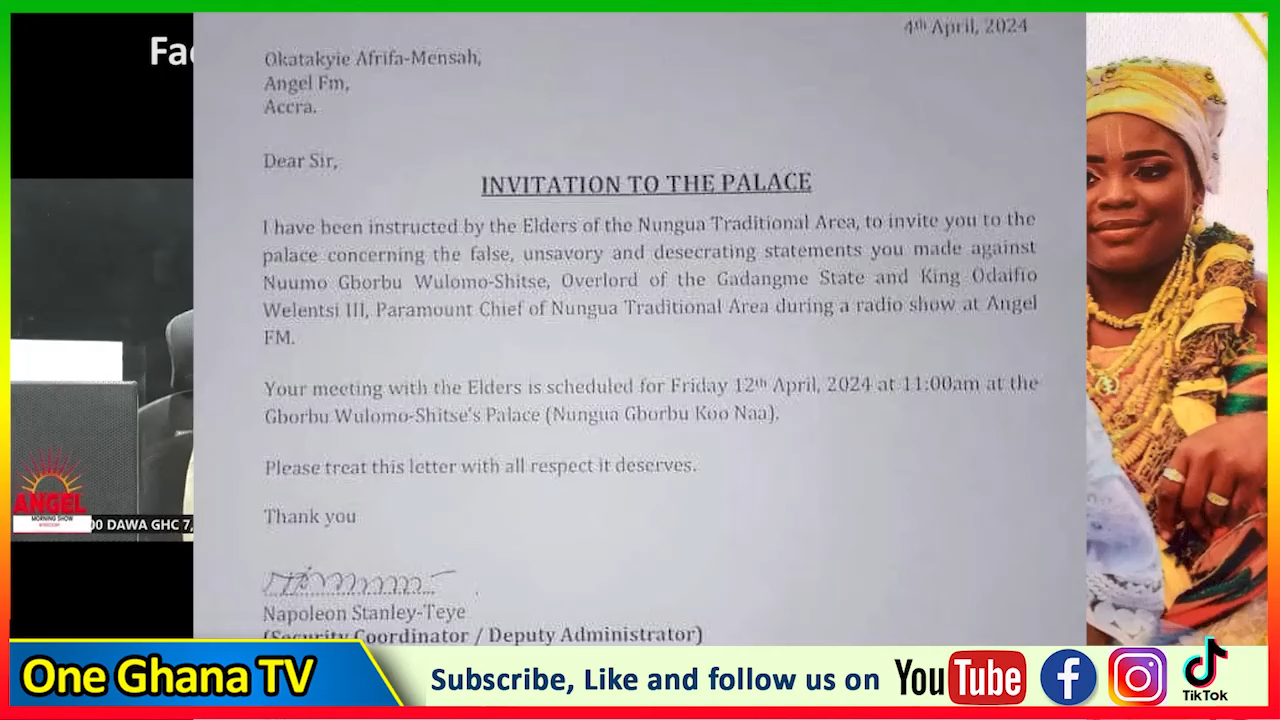 Fac
4th April, 2024
Okatakyie Afrifa-Mensah,
Angel Fm,
Accra.
Dear Sir,
INVITATION TO THE PALACE
I have been instructed by the Elders of the Nungua Traditional Area, to invite you to the
palace concerning the false, unsavory and desecrating statements you made against
Nuumo Gborbu Wulomo-Shitse, Overlord of the Gadangme State and King Odaifio
Welentsi III, Paramount Chief of Nungua Traditional Area during a radio show at Angel
FM.
Your meeting with the Elders is scheduled for Friday 12th April, 2024 at 11:00am at the
Gborbu Wulomo-Shitse's Palace (Nungua Gborbu Koo Naa).
Please treat this letter with all respect it deserves.
Thank you
Napoleon Stanley-Teye
(Security Coordinator / Deputy Administrator)
ANGEL
MORNING SHOW
00 DAWA GHC 7,
One Ghana TV
Subscribe, Like and follow us on YouTube
TikTok